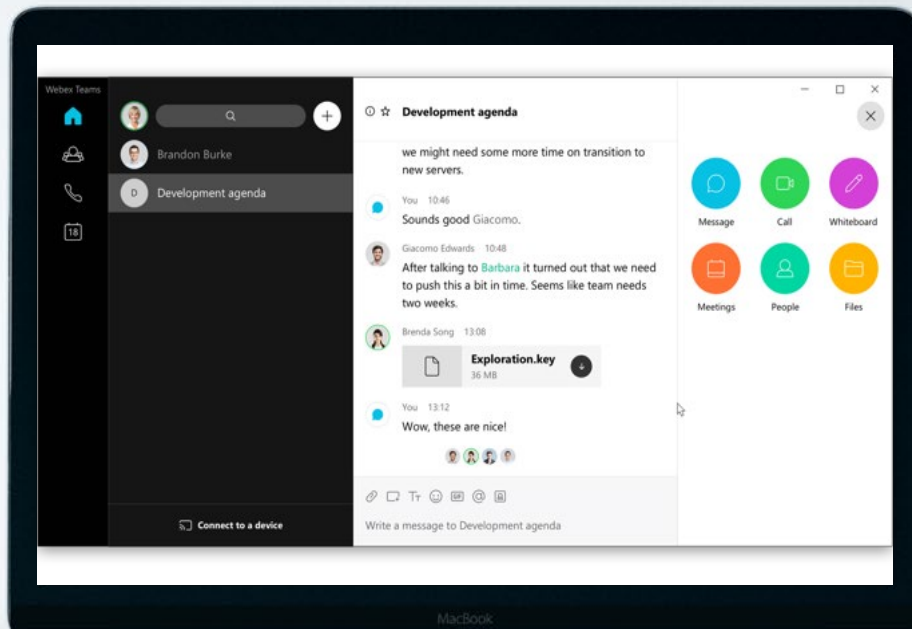 Webex Teams
Brandon Burke
D
Development agenda
18
Connect to a device
Development agenda
we might need some more time on transition to
new servers.
You 10:46
Sounds good Giacomo.
Giacomo Edwards 10:48
After talking to Barbara it turned out that we need
to push this a bit in time. Seems like team needs
two weeks.
Brenda Song 13:08
Exploration.key
36 MB
You 13:12
Wow, these are nice!
TT
GIF
@
Write a message to Development agenda
Message
Call
Whiteboard
Meetings
People
Files
MacBook